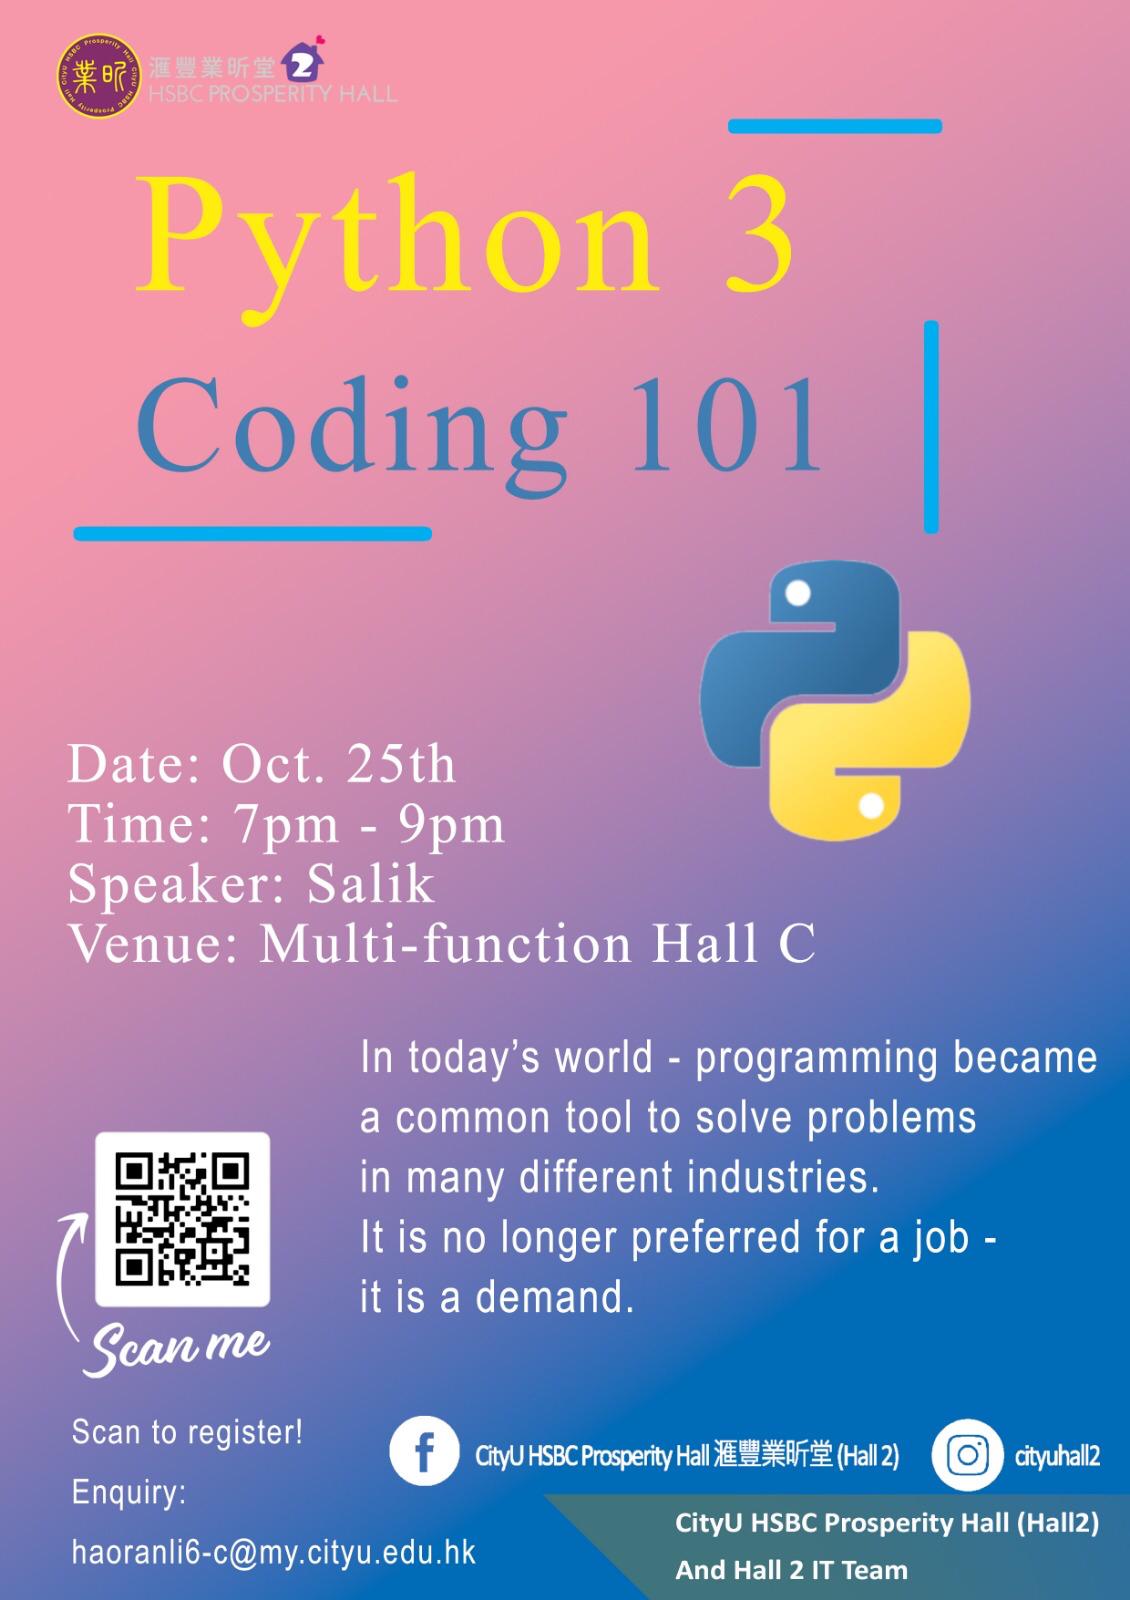 CityU HSBC Prosperity Hall CityU HSBC Prosperity Hall
業昕
滙豐業昕堂 2
HSBC PROSPERITY HALL
Python 3
Coding 101
Date: Oct. 25th
Time: 7pm - 9pm
Speaker: Salik
Venue: Multi-function Hall C
In today’s world - programming became
a common tool to solve problems
in many different industries.
It is no longer preferred for a job -
it is a demand.
Scan me
Scan to register!
Enquiry:
haoranli6-c@my.cityu.edu.hk
f CityU HSBC Prosperity Hall 滙豐業昕堂 (Hall 2) cityuhall2
CityU HSBC Prosperity Hall (Hall2)
And Hall 2 IT Team